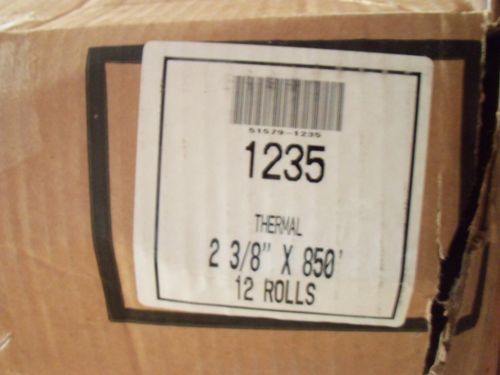 51579-1235
1235
THERMAL
2 3/8" X 850'
12 ROLLS